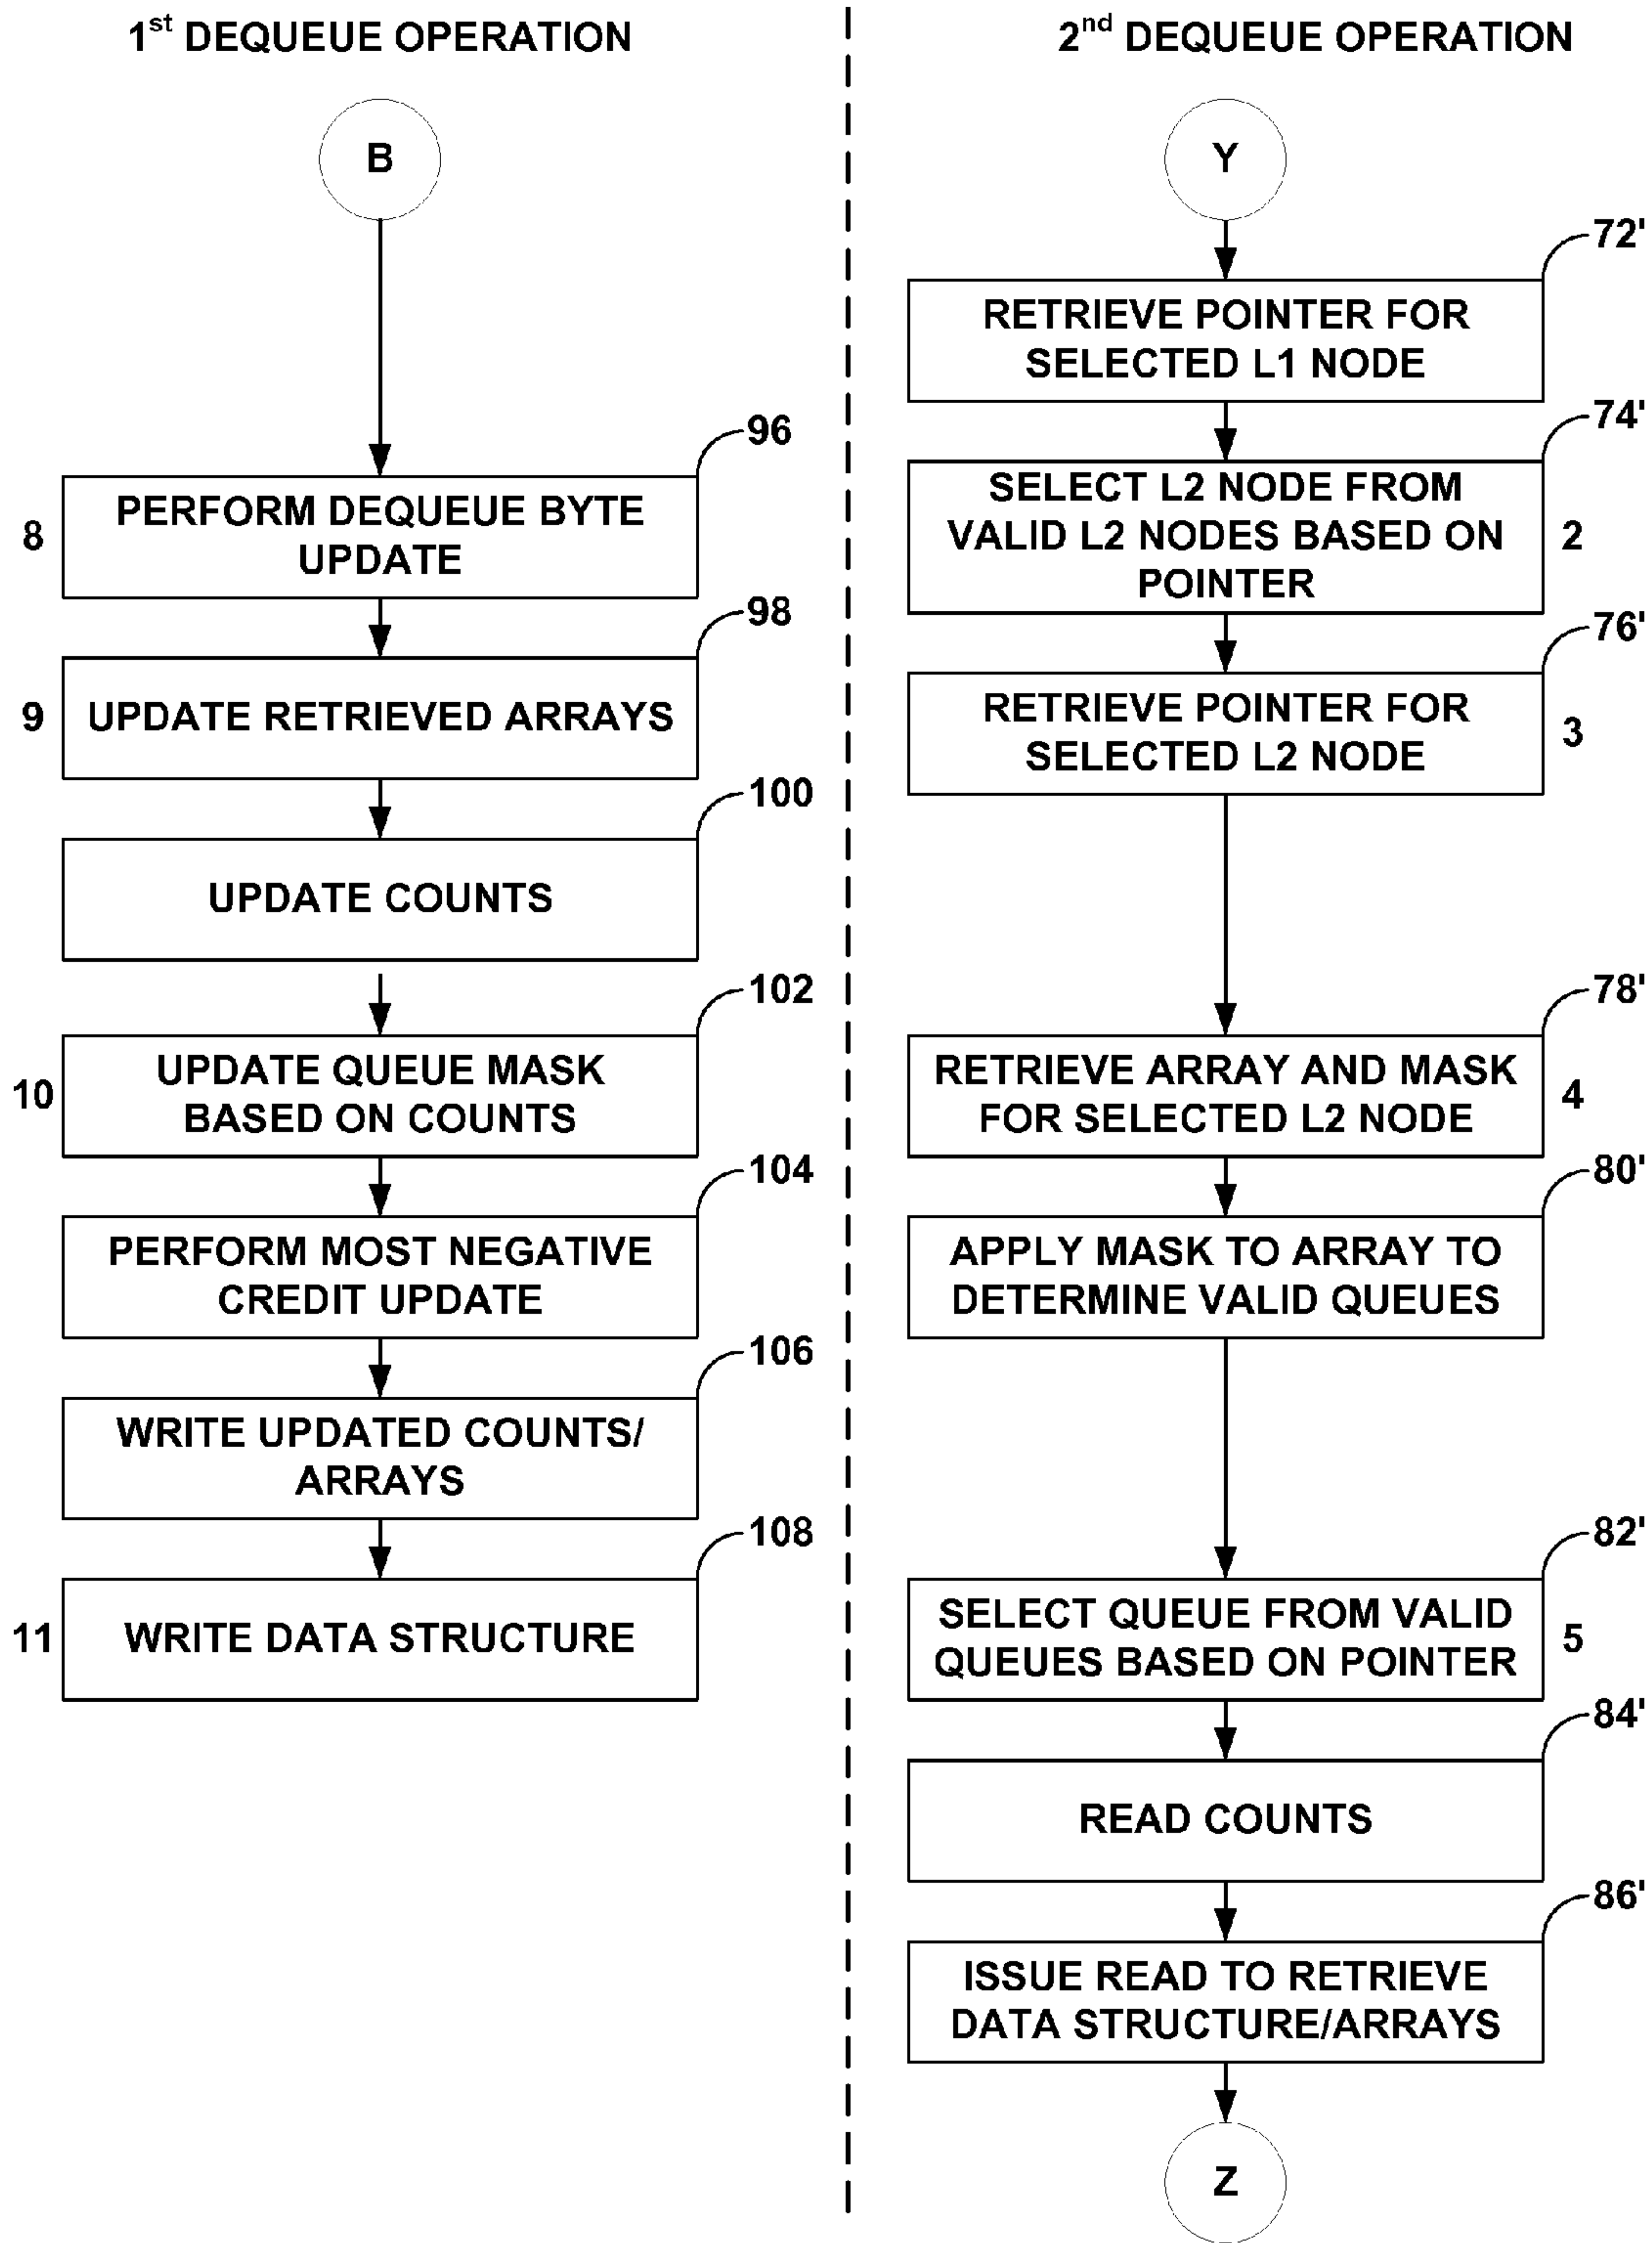 1st DEQUEUE OPERATION
B
96
8
PERFORM DEQUEUE BYTE
UPDATE
98
9
UPDATE RETRIEVED ARRAYS
100
UPDATE COUNTS
102
10
UPDATE QUEUE MASK
BASED ON COUNTS
104
PERFORM MOST NEGATIVE
CREDIT UPDATE
106
WRITE UPDATED COUNTS/
ARRAYS
108
11
WRITE DATA STRUCTURE
2nd DEQUEUE OPERATION
Y
72'
RETRIEVE POINTER FOR
SELECTED L1 NODE
74'
SELECT L2 NODE FROM
VALID L2 NODES BASED ON
POINTER
2
76'
RETRIEVE POINTER FOR
SELECTED L2 NODE
3
78'
RETRIEVE ARRAY AND MASK
FOR SELECTED L2 NODE
4
80'
APPLY MASK TO ARRAY TO
DETERMINE VALID QUEUES
82'
SELECT QUEUE FROM VALID
QUEUES BASED ON POINTER
5
84'
READ COUNTS
86'
ISSUE READ TO RETRIEVE
DATA STRUCTURE/ARRAYS
Z